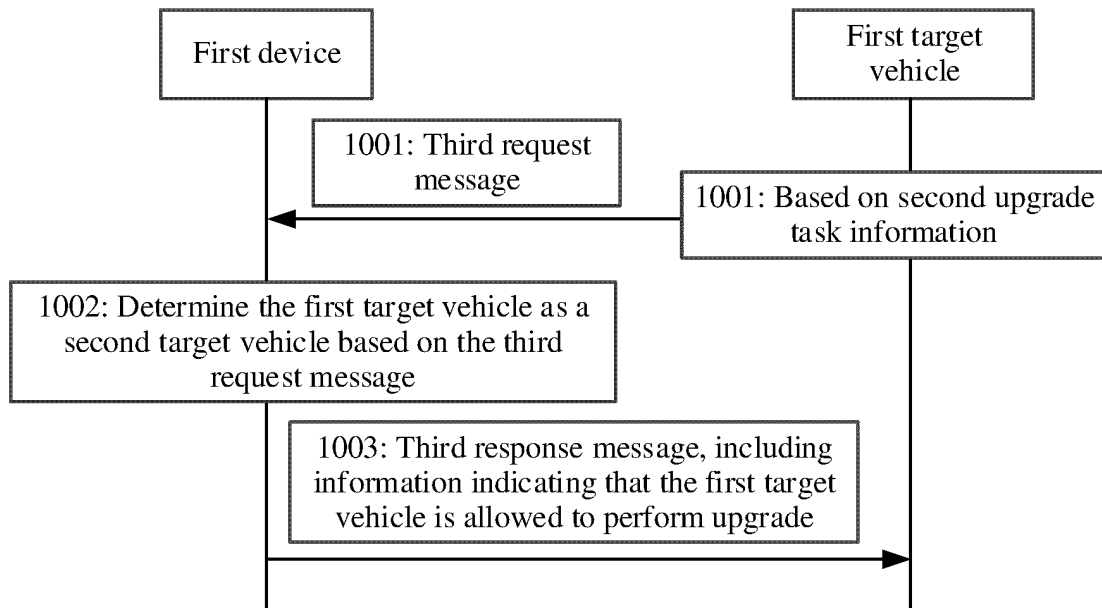 First device
First target
vehicle
1001: Third request
message
1001: Based on second upgrade
task information
1002: Determine the first target vehicle as a
second target vehicle based on the third
request message
1003: Third response message, including
information indicating that the first target
vehicle is allowed to perform upgrade